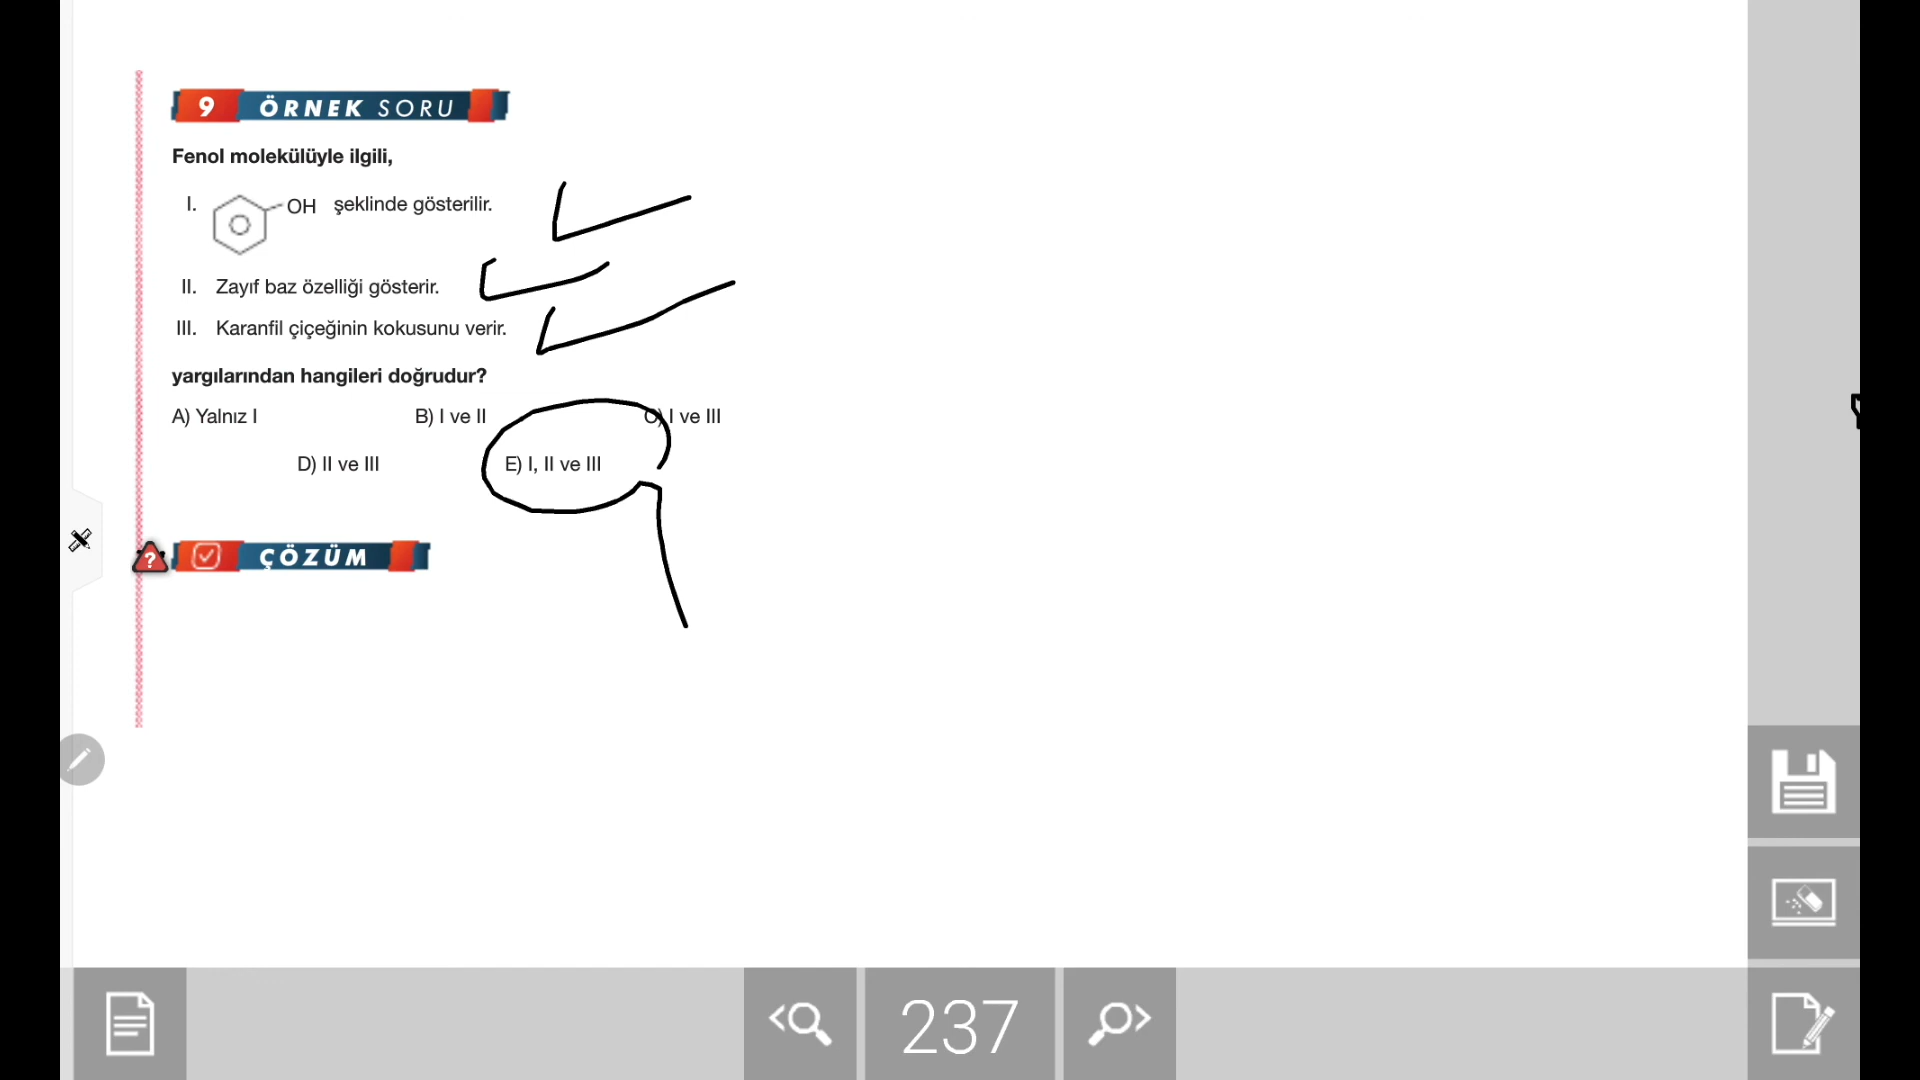 9 ÖRNEK SORU
Fenol molekülüyle ilgili,
I. OH şeklinde gösterilir.
II. Zayıf baz özelliği gösterir.
III. Karanfil çiçeğinin kokusunu verir.
yargılarından hangileri doğrudur?
A) Yalnız I B) I ve II C) I ve III
D) II ve III E) I, II ve III
? ÇÖZÜM
237